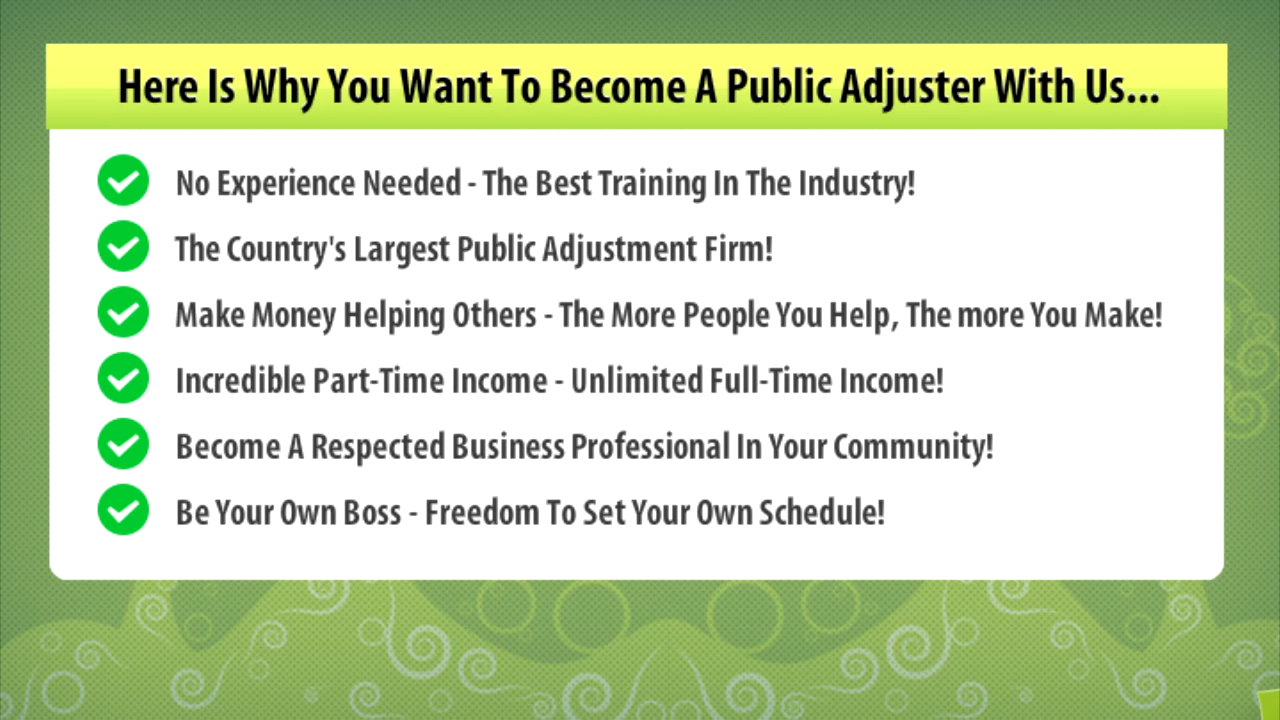 Here Is Why You Want To Become A Public Adjuster With Us...
No Experience Needed - The Best Training In The Industry!
The Country's Largest Public Adjustment Firm!
Make Money Helping Others - The More People You Help, The more You Make!
Incredible Part-Time Income - Unlimited Full-Time Income!
Become A Respected Business Professional In Your Community!
Be Your Own Boss - Freedom To Set Your Own Schedule!